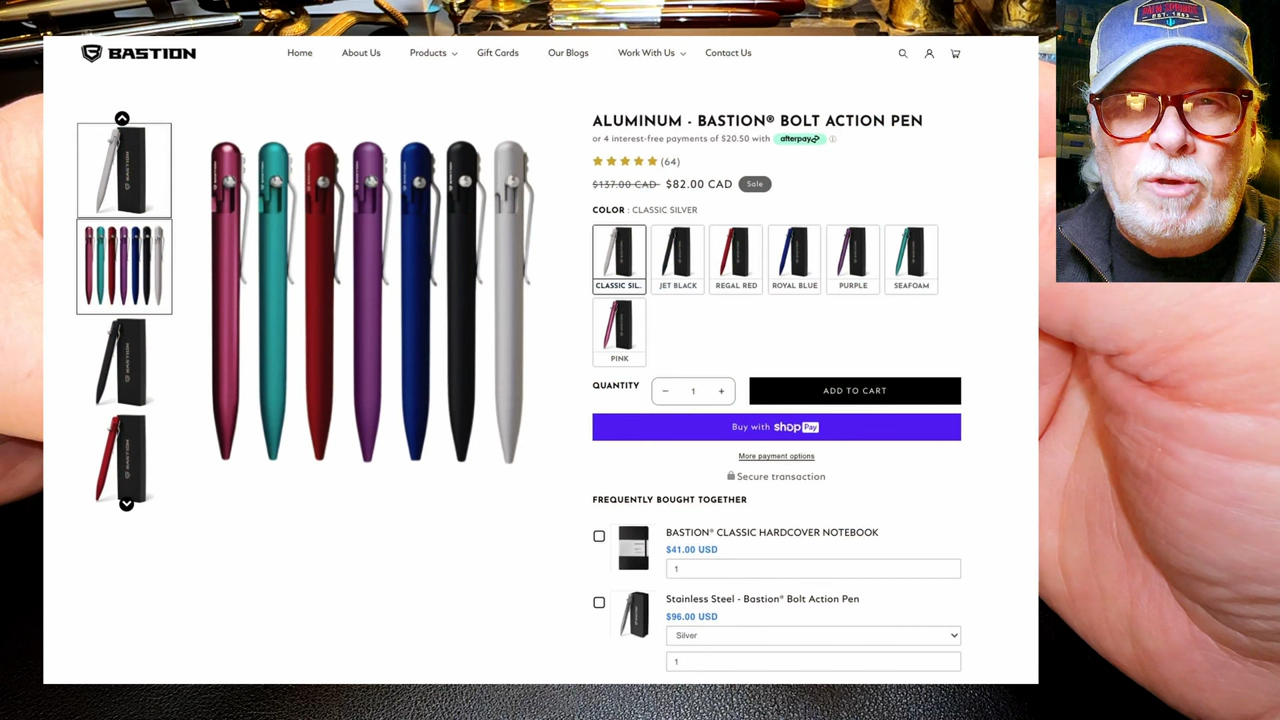 BASTION
Home
About Us
Products
Gift Cards
Our Blogs
Work With Us
Contact Us
ALUMINUM - BASTION® BOLT ACTION PEN
or 4 interest-free payments of $20.50 with afterpay
(64)
$137.00 CAD $82.00 CAD Sale
COLOR : CLASSIC SILVER
CLASSIC SIL..
JET BLACK
REGAL RED
ROYAL BLUE
PURPLE
SEAFOAM
PINK
QUANTITY
− 1 +
ADD TO CART
Buy with shop Pay
More payment options
Secure transaction
FREQUENTLY BOUGHT TOGETHER
BASTION® CLASSIC HARDCOVER NOTEBOOK
$41.00 USD
1
Stainless Steel - Bastion® Bolt Action Pen
$96.00 USD
Silver
1